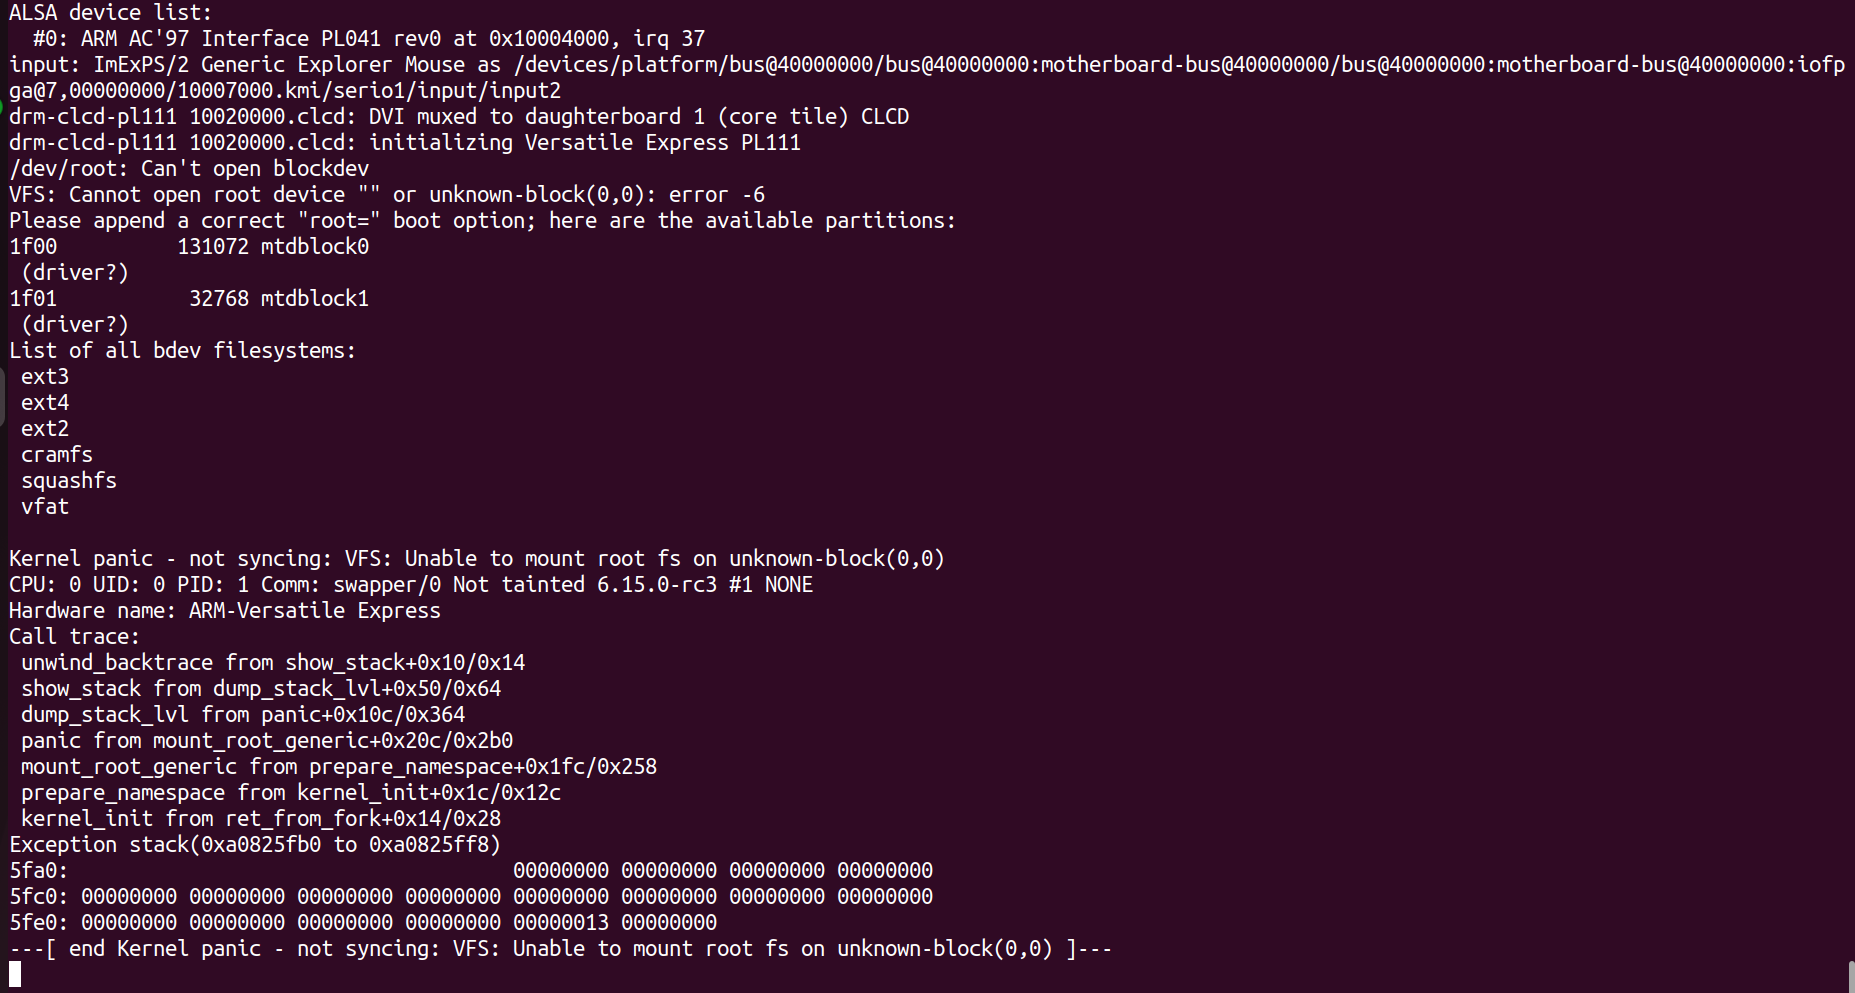 ALSA device list:
  #0: ARM AC'97 Interface PL041 rev0 at 0x10004000, irq 37
input: ImExPS/2 Generic Explorer Mouse as /devices/platform/bus@40000000/bus@40000000:motherboard-bus@40000000/bus@40000000:motherboard-bus@40000000:iofp
ga@7,00000000/10007000.kmi/serio1/input/input2
drm-clcd-pl111 10020000.clcd: DVI muxed to daughterboard 1 (core tile) CLCD
drm-clcd-pl111 10020000.clcd: initializing Versatile Express PL111
/dev/root: Can't open blockdev
VFS: Cannot open root device "" or unknown-block(0,0): error -6
Please append a correct "root=" boot option; here are the available partitions:
1f00          131072 mtdblock0
 (driver?)
1f01           32768 mtdblock1
 (driver?)
List of all bdev filesystems:
 ext3
 ext4
 ext2
 cramfs
 squashfs
 vfat

Kernel panic - not syncing: VFS: Unable to mount root fs on unknown-block(0,0)
CPU: 0 UID: 0 PID: 1 Comm: swapper/0 Not tainted 6.15.0-rc3 #1 NONE
Hardware name: ARM-Versatile Express
Call trace:
 unwind_backtrace from show_stack+0x10/0x14
 show_stack from dump_stack_lvl+0x50/0x64
 dump_stack_lvl from panic+0x10c/0x364
 panic from mount_root_generic+0x20c/0x2b0
 mount_root_generic from prepare_namespace+0x1fc/0x258
 prepare_namespace from kernel_init+0x1c/0x12c
 kernel_init from ret_from_fork+0x14/0x28
Exception stack(0xa0825fb0 to 0xa0825ff8)
5fa0:                                     00000000 00000000 00000000 00000000
5fc0: 00000000 00000000 00000000 00000000 00000000 00000000 00000000 00000000
5fe0: 00000000 00000000 00000000 00000000 00000013 00000000
---[ end Kernel panic - not syncing: VFS: Unable to mount root fs on unknown-block(0,0) ]---